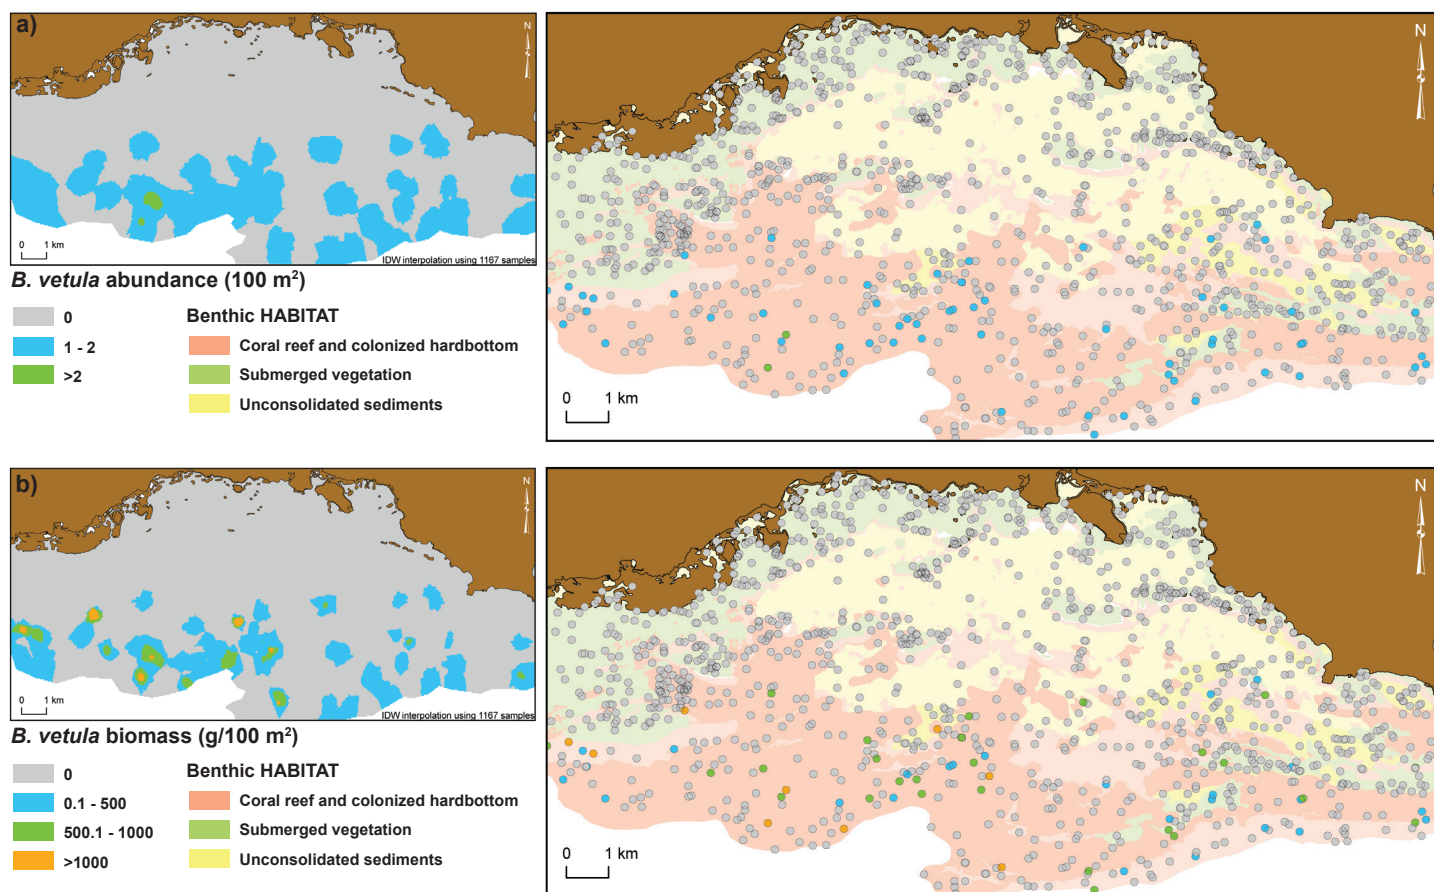 a)
N
0 1 km
IDW interpolation using 1167 samples
B. vetula abundance (100 m²)
0
1 - 2
>2
Benthic HABITAT
Coral reef and colonized hardbottom
Submerged vegetation
Unconsolidated sediments
N
0 1 km
b)
N
0 1 km
IDW interpolation using 1167 samples
B. vetula biomass (g/100 m²)
0
0.1 - 500
500.1 - 1000
>1000
Benthic HABITAT
Coral reef and colonized hardbottom
Submerged vegetation
Unconsolidated sediments
N
0 1 km